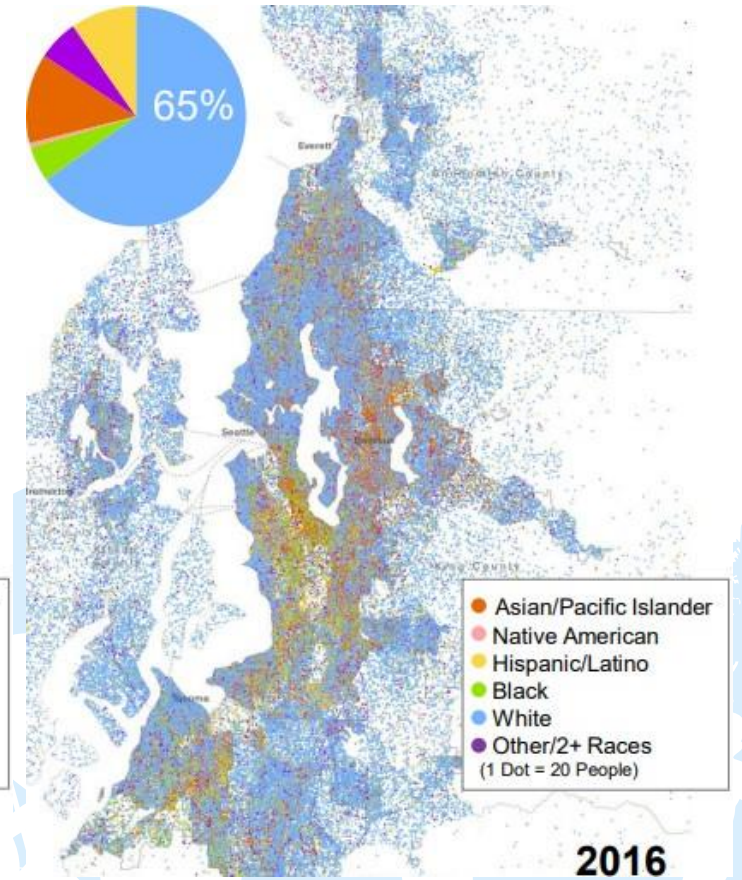 65%
Everett
Snohomish County
Seattle
Bellevue
Bremerton
King County
Tacoma
Asian/Pacific Islander
Native American
Hispanic/Latino
Black
White
Other/2+ Races
(1 Dot = 20 People)
2016